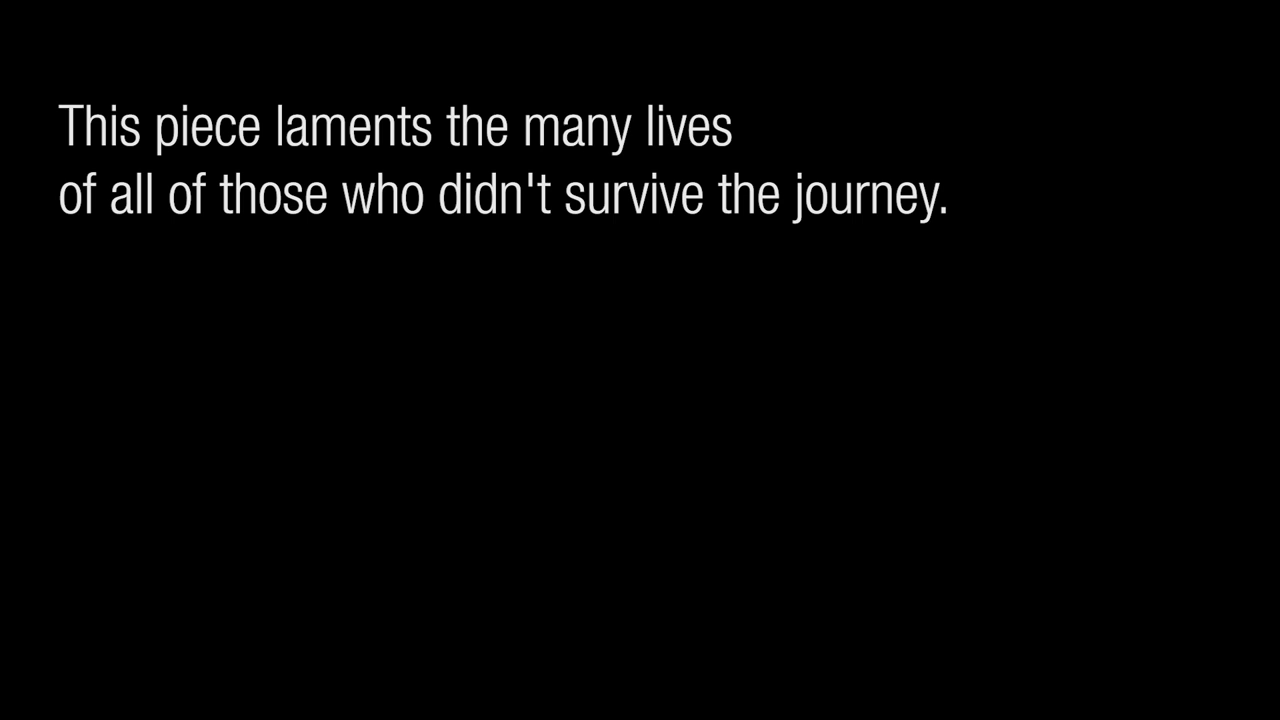 This piece laments the many lives
of all of those who didn't survive the journey.